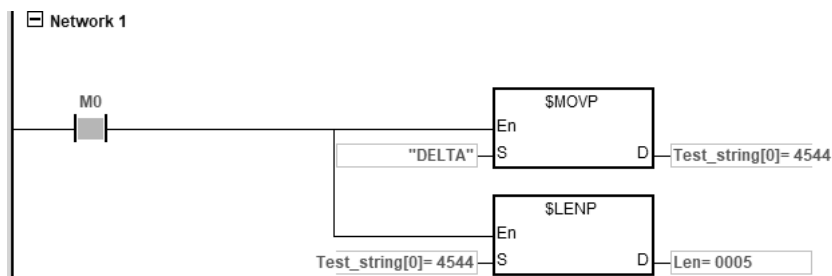 Network 1
M0
$MOVP
En
"DELTA" S D Test_string[0]= 4544
$LENP
En
Test_string[0]= 4544 S D Len= 0005